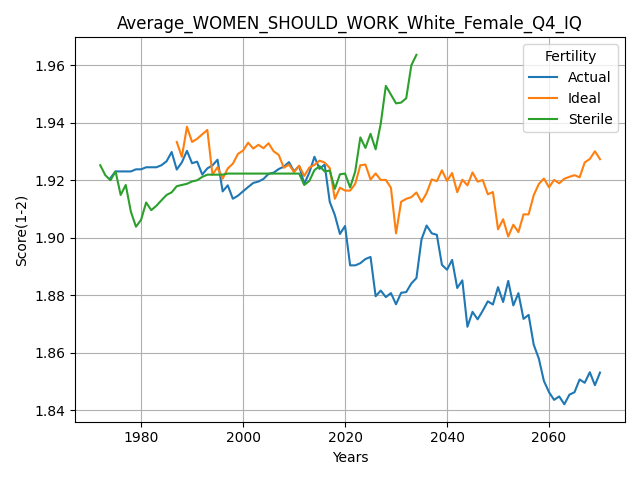 Average_WOMEN_SHOULD_WORK_White_Female_Q4_IQ
Fertility
Actual
Ideal
Sterile
1.96
1.94
1.92
1.90
1.88
1.86
1.84
Score(1-2)
1980
2000
2020
2040
2060
Years